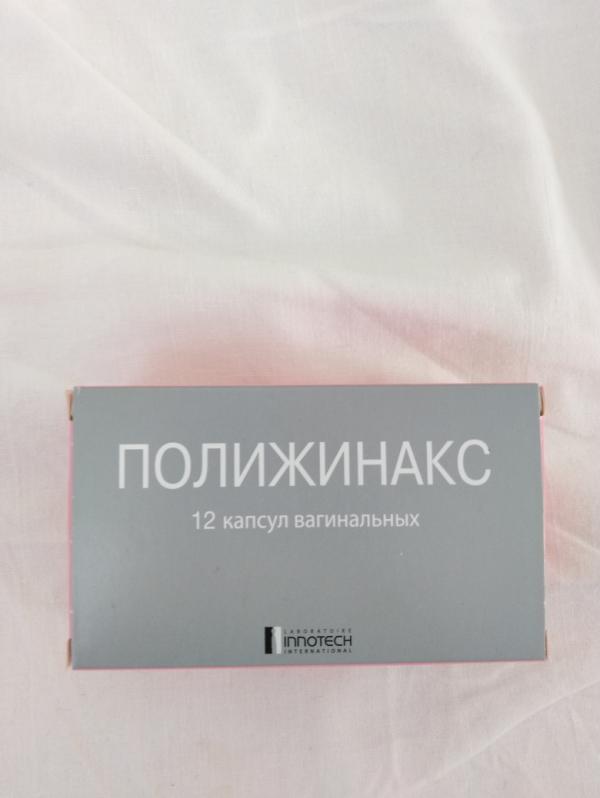 ПОЛИЖИНАКС
12 капсул вагинальных
LABORATOIRE
INNOTECH
INTERNATIONAL